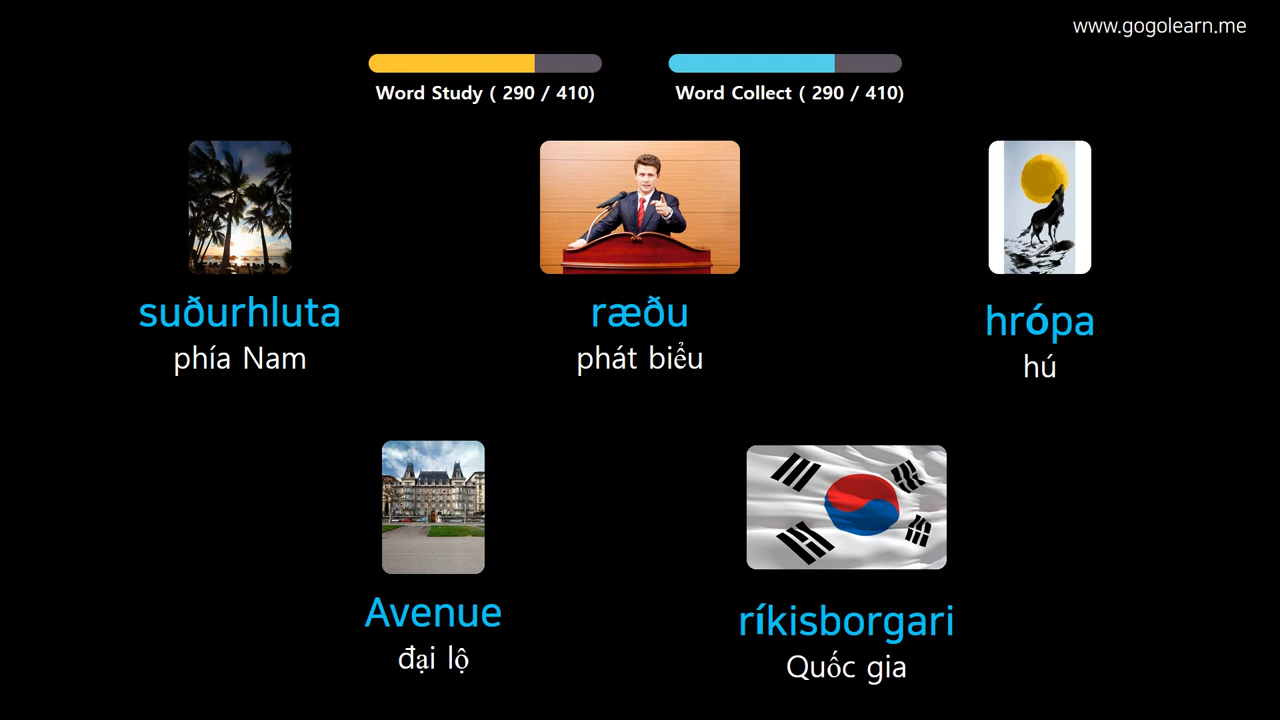 www.gogolearn.me
Word Study ( 290 / 410)
Word Collect ( 290 / 410)
suðurhluta
phía Nam
ræðu
phát biểu
hrópa
hú
Avenue
đại lộ
ríkisborgari
Quốc gia